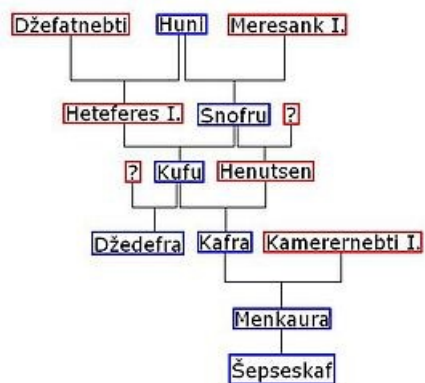 Džefatnebti Huni Meresank I.
Heteferes I. Snofru ?
? Kufu Henutsen
Džedefra Kafra Kamerernebti I.
Menkaura
Šepseskaf